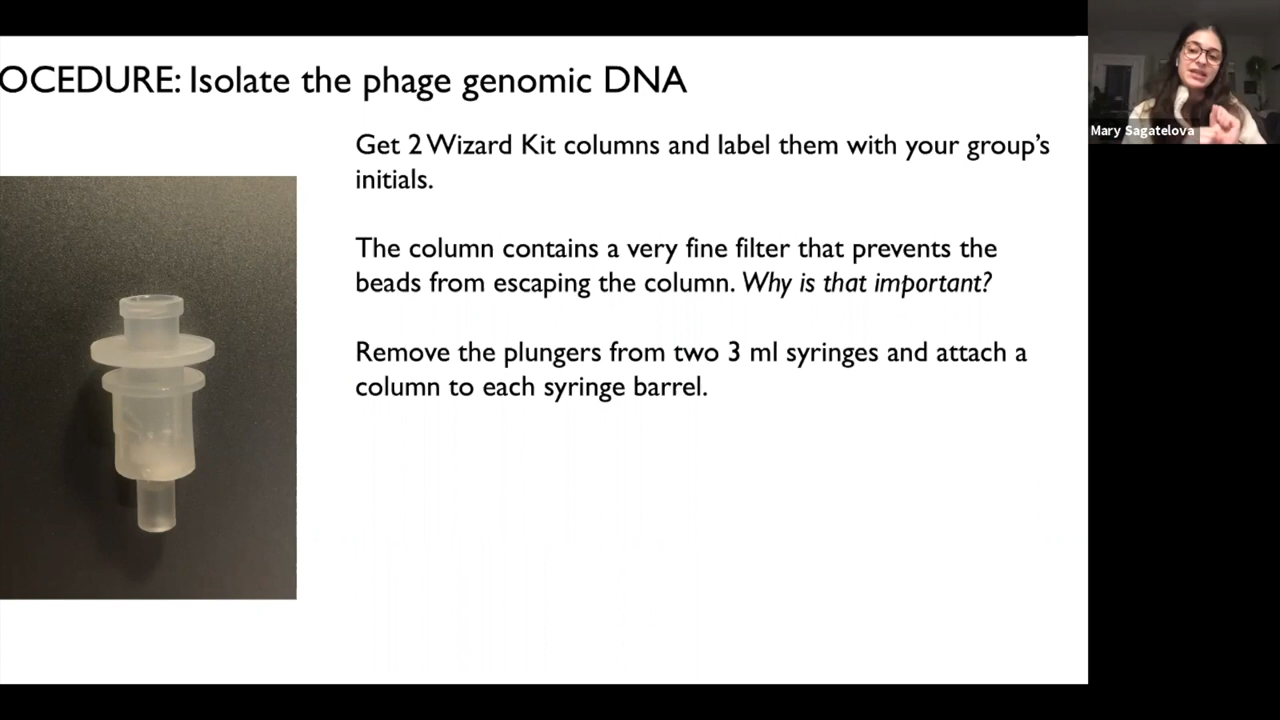 OCEDURE: Isolate the phage genomic DNA
Get 2 Wizard Kit columns and label them with your group's
initials.
The column contains a very fine filter that prevents the
beads from escaping the column. Why is that important?
Remove the plungers from two 3 ml syringes and attach a
column to each syringe barrel.
Mary Sagatelova